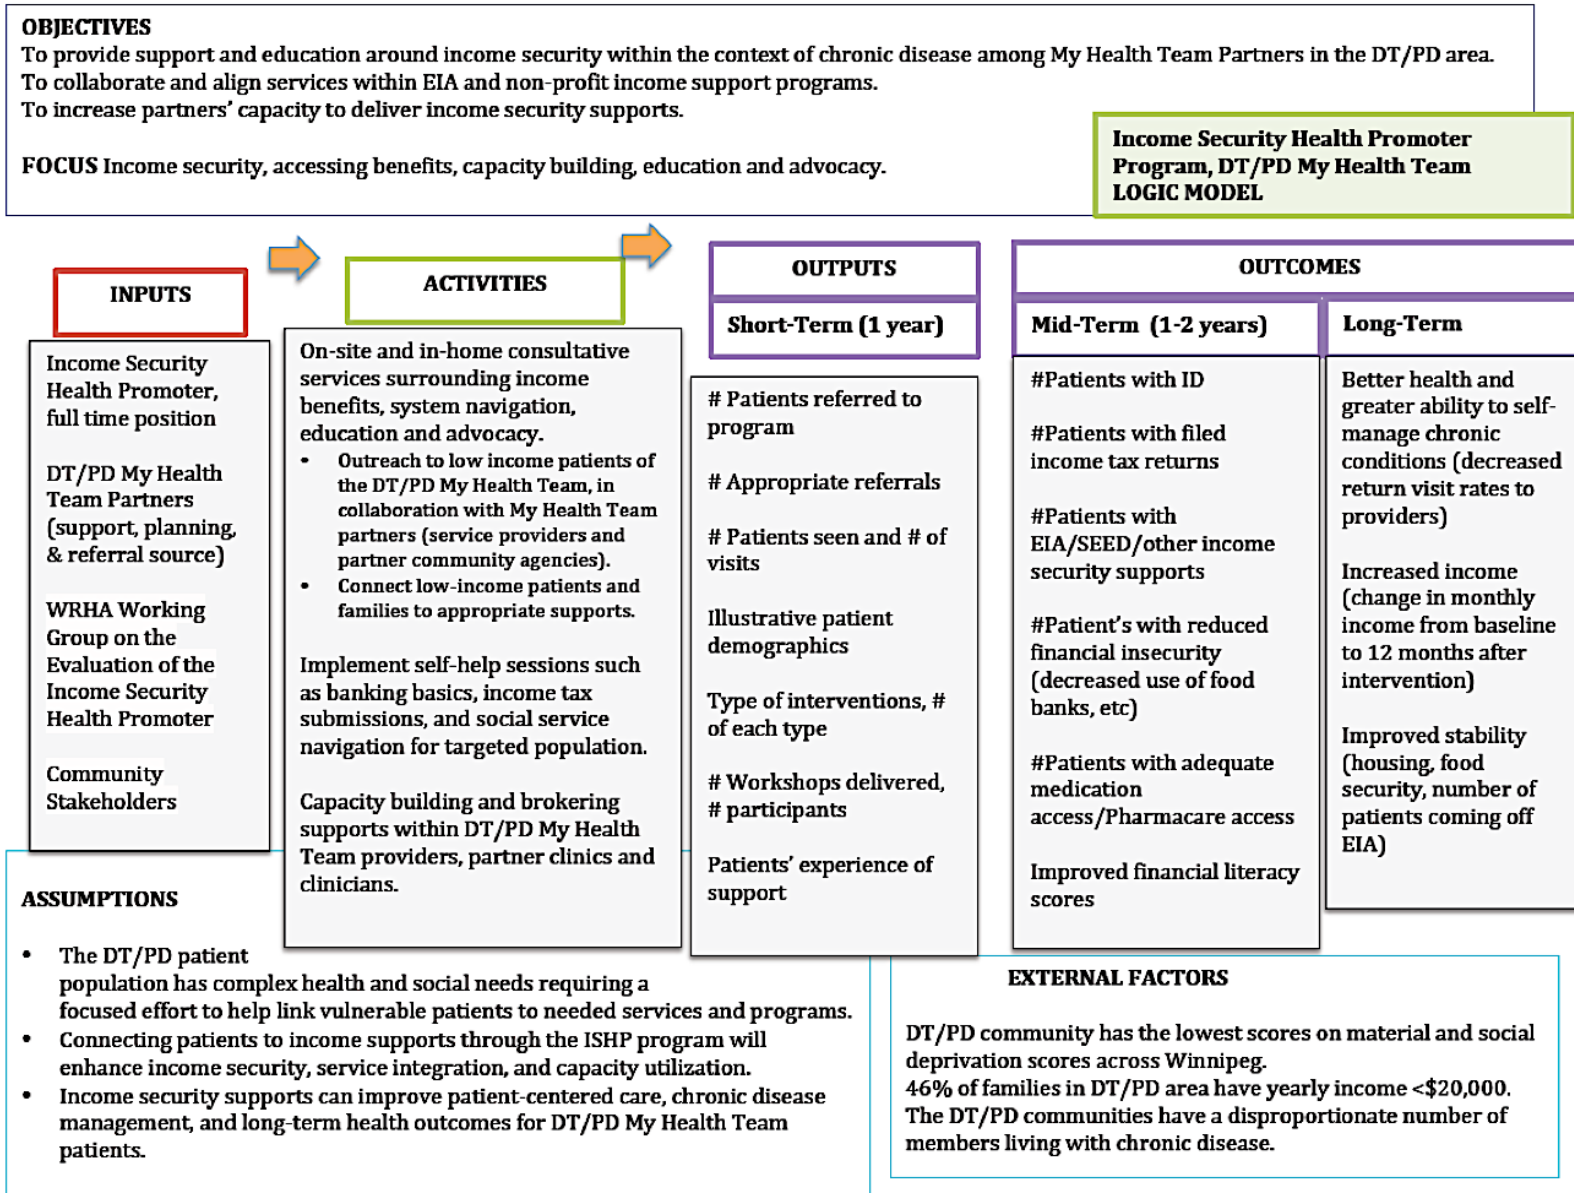 OBJECTIVES
To provide support and education around income security within the context of chronic disease among My Health Team Partners in the DT/PD area.
To collaborate and align services within EIA and non-profit income support programs.
To increase partners' capacity to deliver income security supports.
FOCUS Income security, accessing benefits, capacity building, education and advocacy.
Income Security Health Promoter
Program, DT/PD My Health Team
LOGIC MODEL
INPUTS
Income Security
Health Promoter,
full time position
DT/PD My Health
Team Partners
(support, planning,
& referral source)
WRHA Working
Group on the
Evaluation of the
Income Security
Health Promoter
Community
Stakeholders
ACTIVITIES
On-site and in-home consultative
services surrounding income
benefits, system navigation,
education and advocacy.
• Outreach to low income patients of
the DT/PD My Health Team, in
collaboration with My Health Team
partners (service providers and
partner community agencies).
• Connect low-income patients and
families to appropriate supports.
Implement self-help sessions such
as banking basics, income tax
submissions, and social service
navigation for targeted population.
Capacity building and brokering
supports within DT/PD My Health
Team providers, partner clinics and
clinicians.
OUTPUTS
Short-Term (1 year)
# Patients referred to
program
# Appropriate referrals
# Patients seen and # of
visits
Illustrative patient
demographics
Type of interventions, #
of each type
# Workshops delivered,
# participants
Patients' experience of
support
OUTCOMES
Mid-Term (1-2 years)
#Patients with ID
#Patients with filed
income tax returns
#Patients with
EIA/SEED/other income
security supports
#Patient's with reduced
financial insecurity
(decreased use of food
banks, etc)
#Patients with adequate
medication
access/Pharmacare access
Improved financial literacy
scores
Long-Term
Better health and
greater ability to self-
manage chronic
conditions (decreased
return visit rates to
providers)
Increased income
(change in monthly
income from baseline
to 12 months after
intervention)
Improved stability
(housing, food
security, number of
patients coming off
EIA)
ASSUMPTIONS
• The DT/PD patient
population has complex health and social needs requiring a
focused effort to help link vulnerable patients to needed services and programs.
• Connecting patients to income supports through the ISHP program will
enhance income security, service integration, and capacity utilization.
• Income security supports can improve patient-centered care, chronic disease
management, and long-term health outcomes for DT/PD My Health Team
patients.
EXTERNAL FACTORS
DT/PD community has the lowest scores on material and social
deprivation scores across Winnipeg.
46% of families in DT/PD area have yearly income <$20,000.
The DT/PD communities have a disproportionate number of
members living with chronic disease.